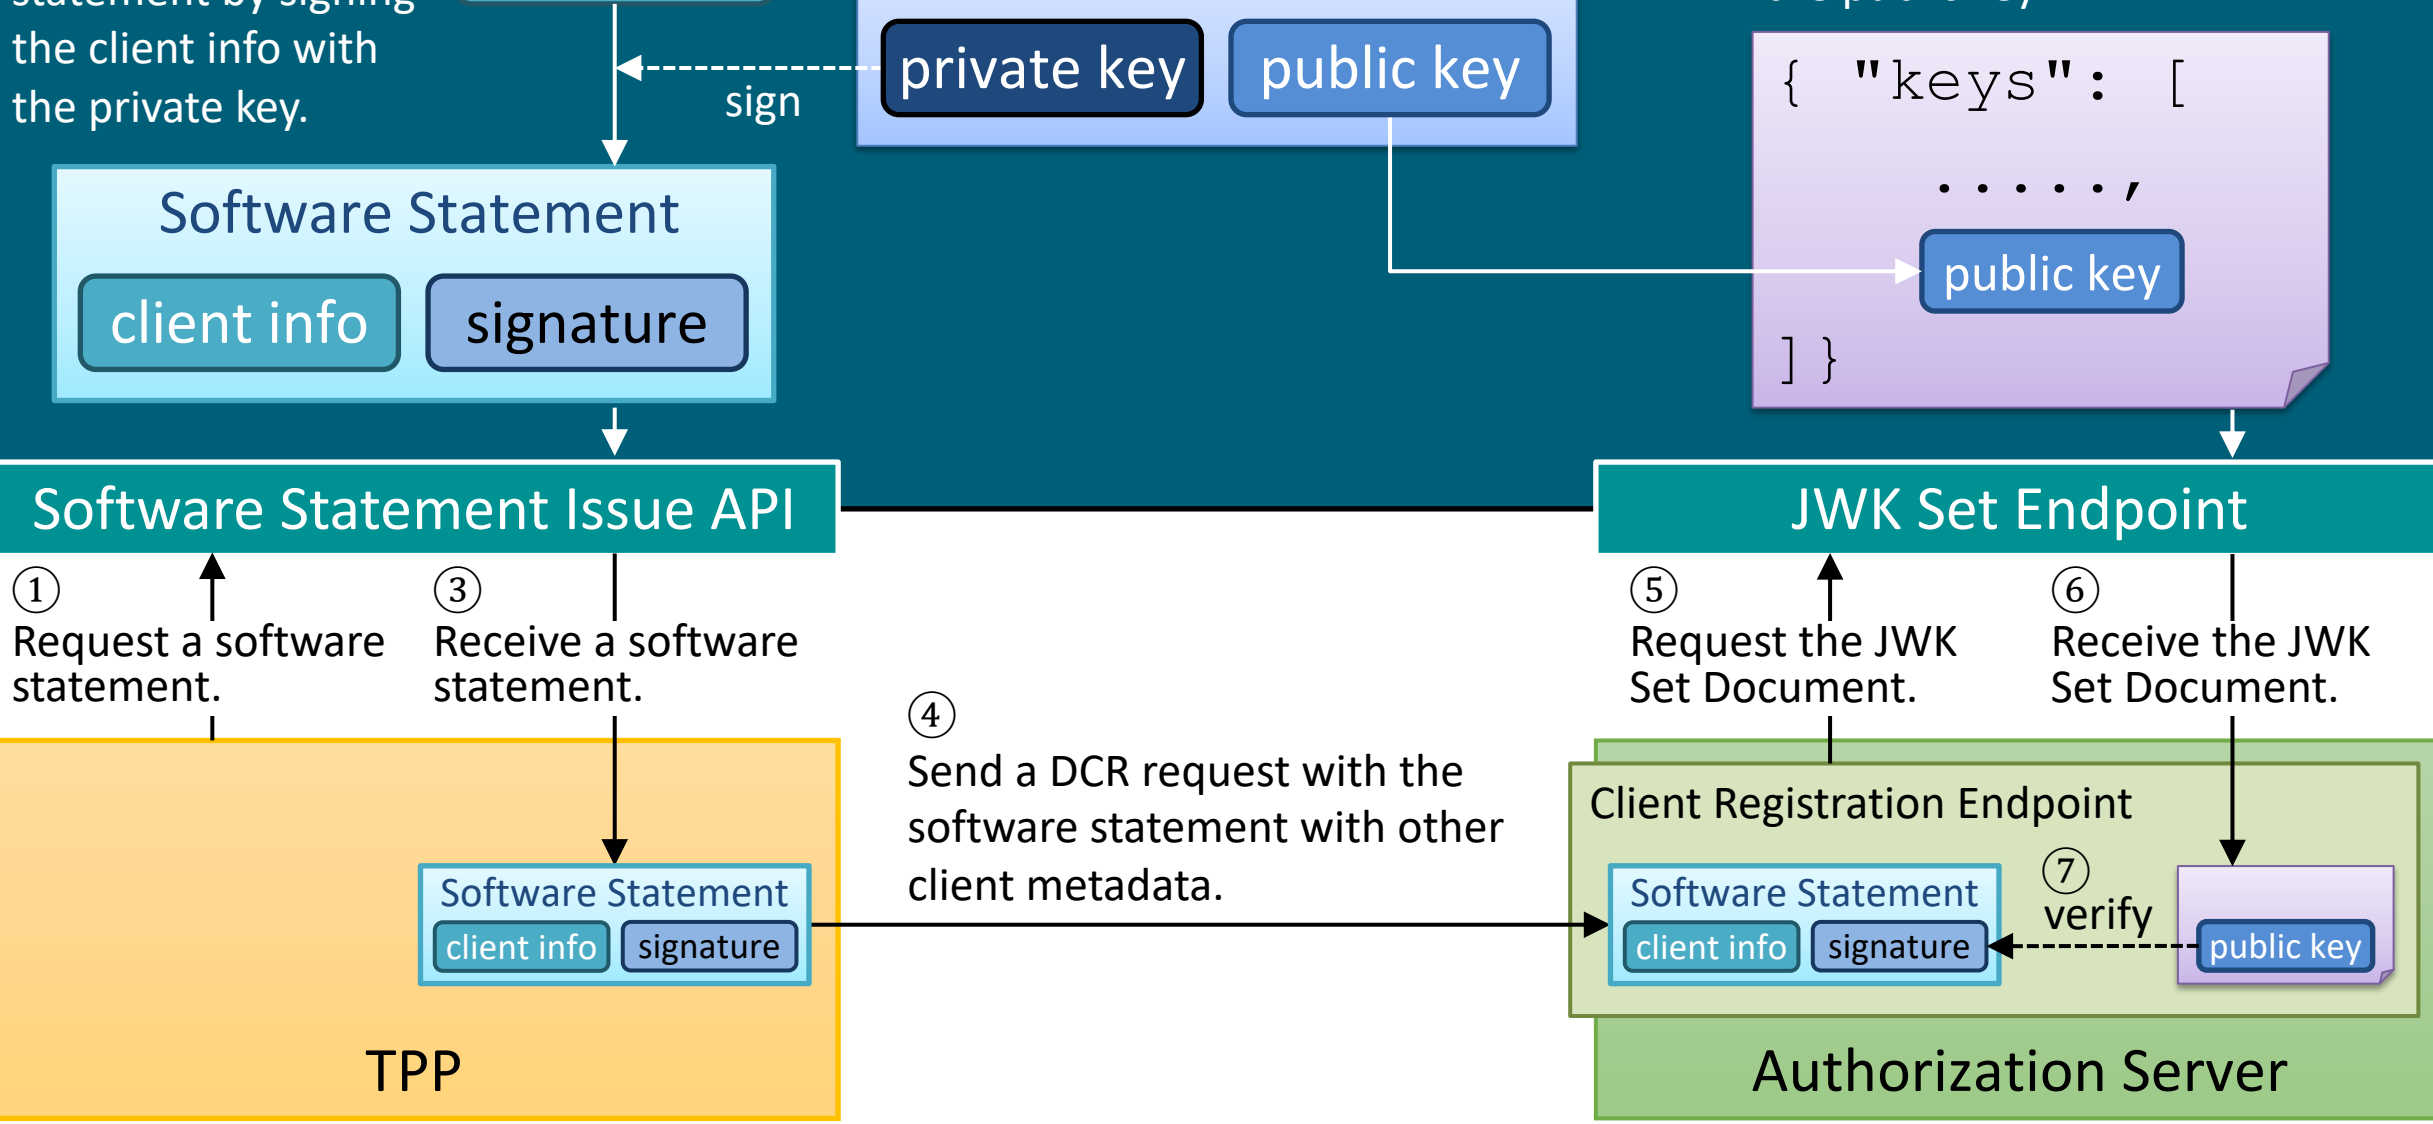 statement by signing
the client info with
the private key.
sign
private key
public key
{ "keys": [
.....,
public key
] }
Software Statement
client info
signature
Software Statement Issue API
JWK Set Endpoint
①
Request a software
statement.
③
Receive a software
statement.
④
Send a DCR request with the
software statement with other
client metadata.
⑤
Request the JWK
Set Document.
⑥
Receive the JWK
Set Document.
Software Statement
client info
signature
TPP
Client Registration Endpoint
Software Statement
client info
signature
⑦
verify
public key
Authorization Server